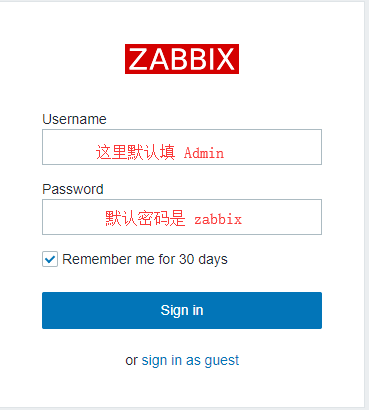 ZABBIX
Username
这里默认填 Admin
Password
默认密码是 zabbix
Remember me for 30 days
Sign in
or sign in as guest